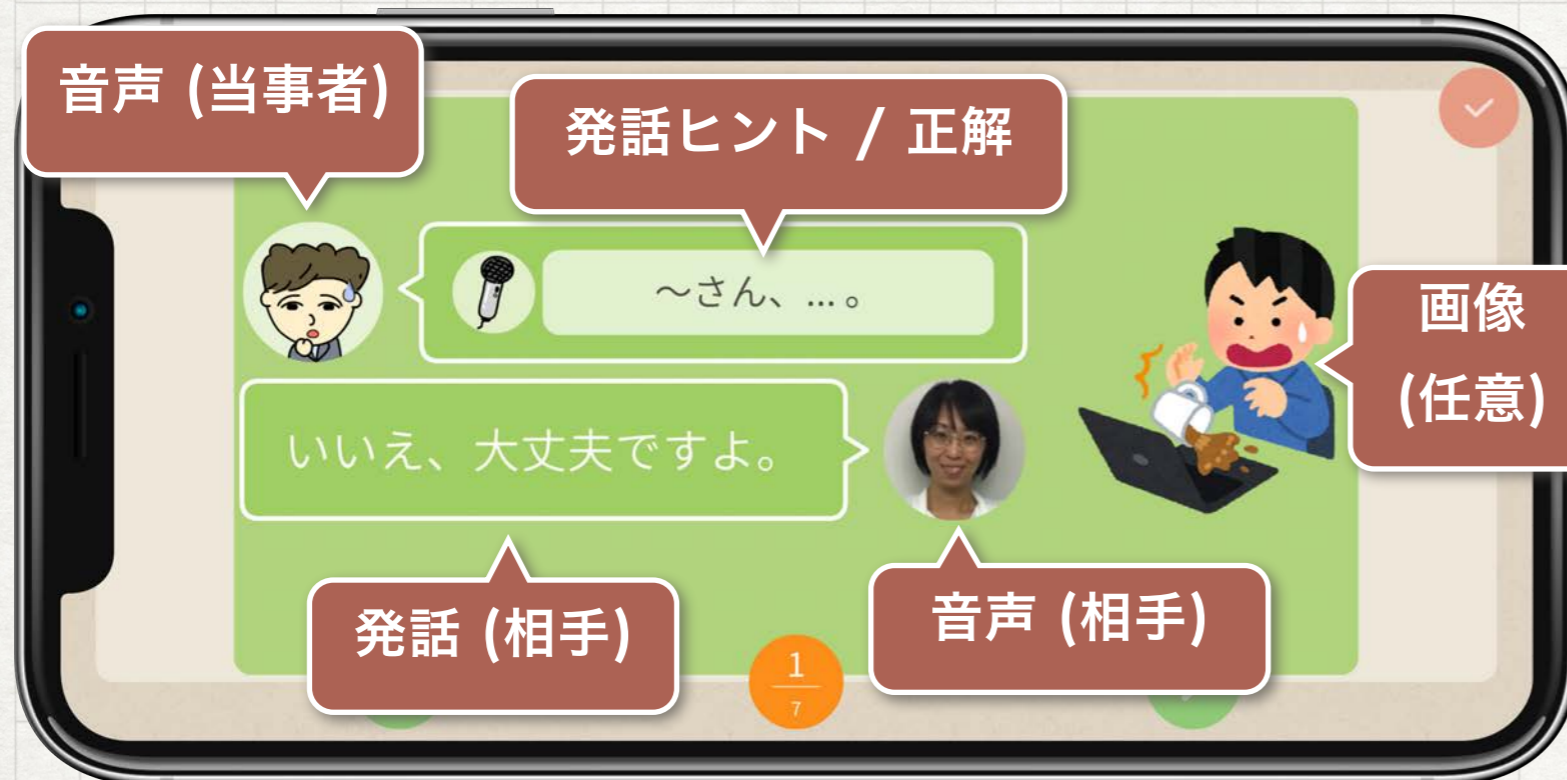 音声 (当事者)
発話ヒント / 正解
～さん、…。
画像
(任意)
いいえ、大丈夫ですよ。
発話 (相手)
音声 (相手)
1
7